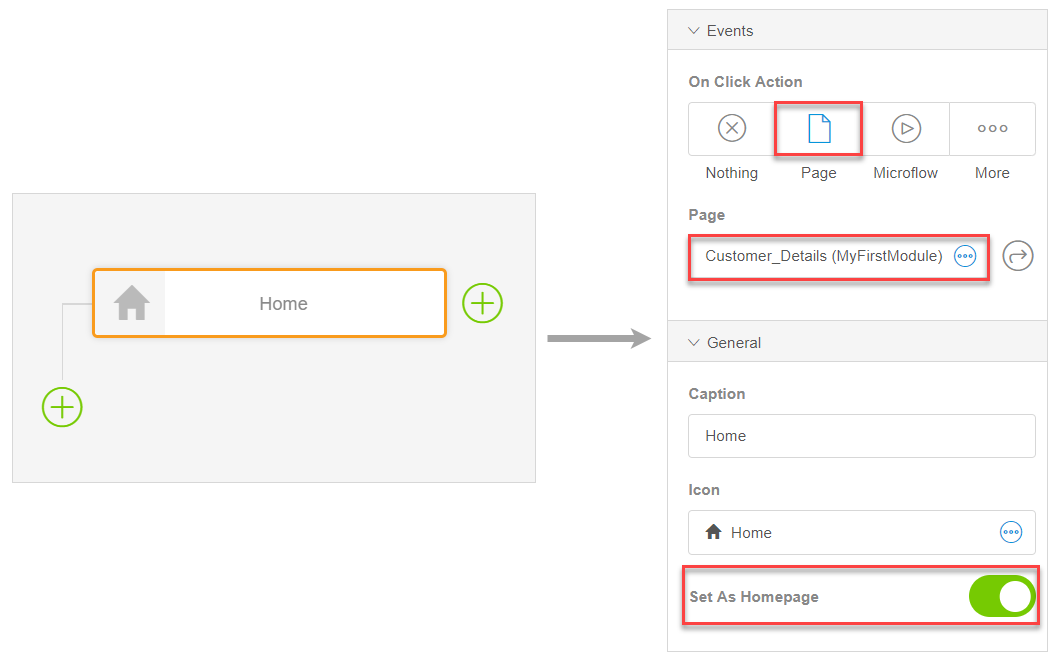 Home
Events
On Click Action
Nothing Page Microflow More
Page
Customer_Details (MyFirstModule)
General
Caption
Home
Icon
Home
Set As Homepage